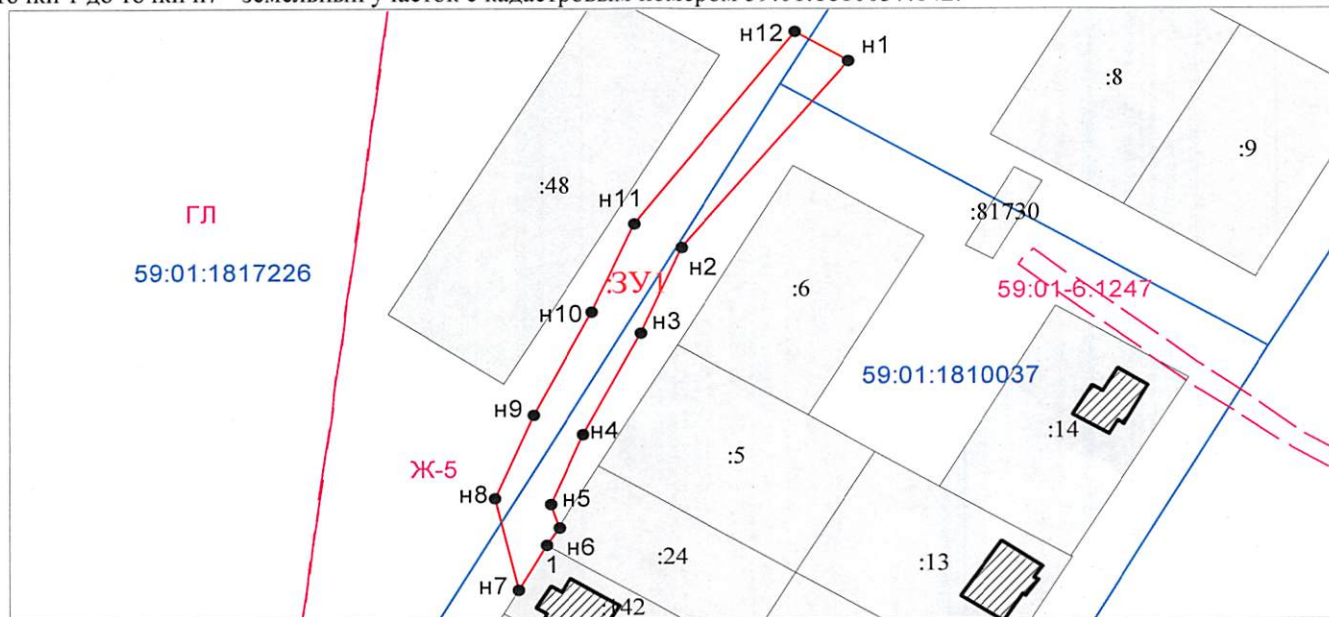 н12
н1
:8
:9
:48
ГЛ
н11
:81730
59:01:1817226
н2
:ЗУ1
:6
59:01-6.1247
н10
н3
59:01:1810037
н9
н4
:14
:5
Ж-5
н8
н5
н6
1
:24
:13
н7
:142